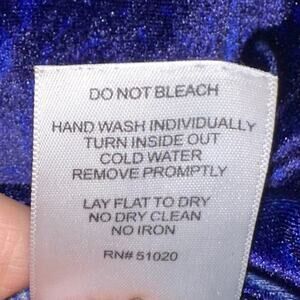 DO NOT BLEACH
HAND WASH INDIVIDUALLY
TURN INSIDE OUT
COLD WATER
REMOVE PROMPTLY
LAY FLAT TO DRY
NO DRY CLEAN
NO IRON
RN# 51020